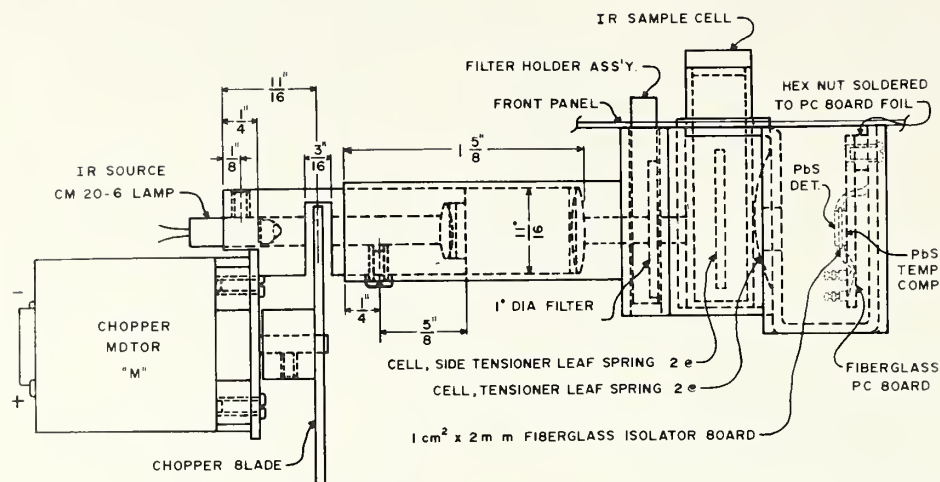 IR SAMPLE CELL
FILTER HOLDER ASS'Y.
HEX NUT SOLDERED
TO PC BOARD FOIL
FRONT PANEL
11"
16
1"
4
1"
8
3"
16
1 5"
8
PbS
DET.
IR SOURCE
CM 20-6 LAMP
11"
16
PbS
TEMP
COMP
1" DIA FILTER
1"
4
5"
8
-
CHOPPER
MOTOR
"M"
+
CELL, SIDE TENSIONER LEAF SPRING 2 @
CELL, TENSIONER LEAF SPRING 2 @
FIBERGLASS
PC BOARD
1 cm² x 2m m FIBERGLASS ISOLATOR BOARD
CHOPPER BLADE